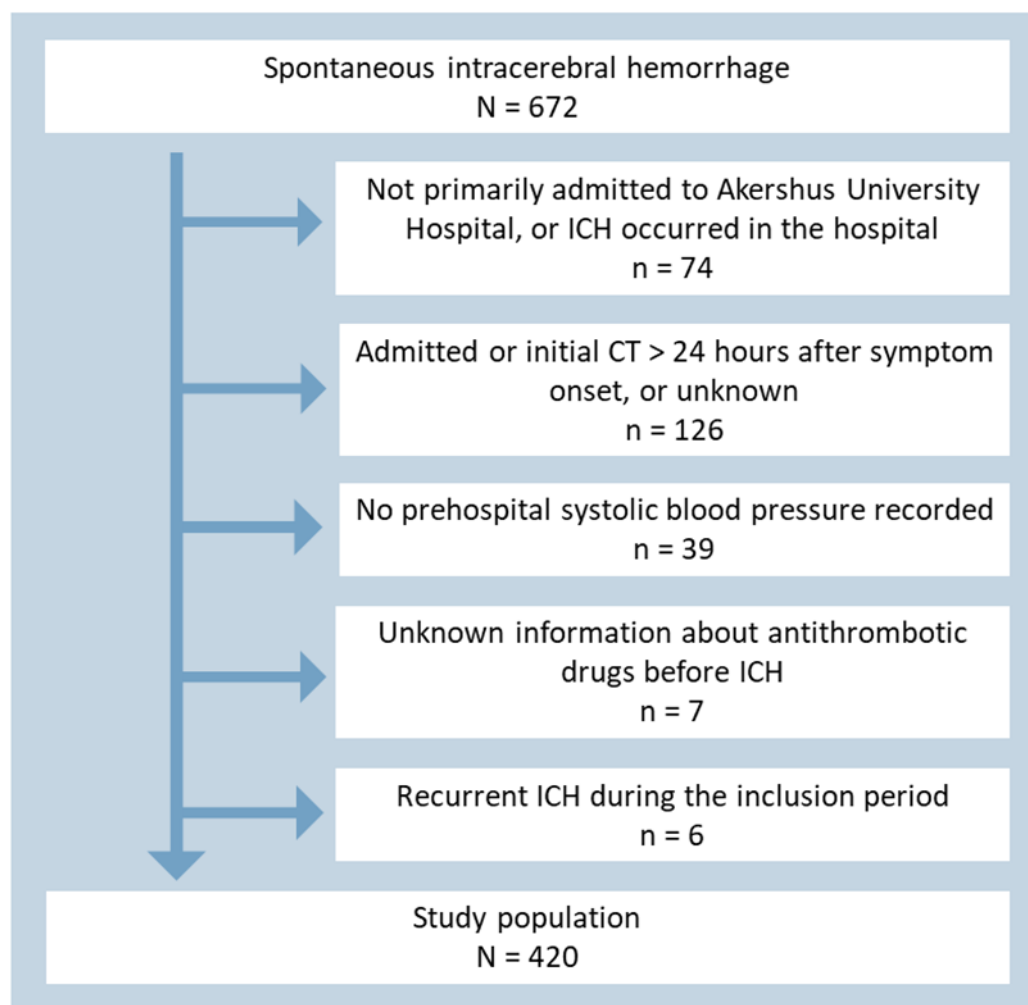 Spontaneous intracerebral hemorrhage
N = 672
Not primarily admitted to Akershus University
Hospital, or ICH occurred in the hospital
n = 74
Admitted or initial CT > 24 hours after symptom
onset, or unknown
n = 126
No prehospital systolic blood pressure recorded
n = 39
Unknown information about antithrombotic
drugs before ICH
n = 7
Recurrent ICH during the inclusion period
n = 6
Study population
N = 420